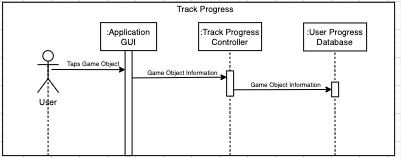 Track Progress
:Application
GUI
:Track Progress
Controller
:User Progress
Database
Taps Game Object
Game Object Information
Game Object Information
User